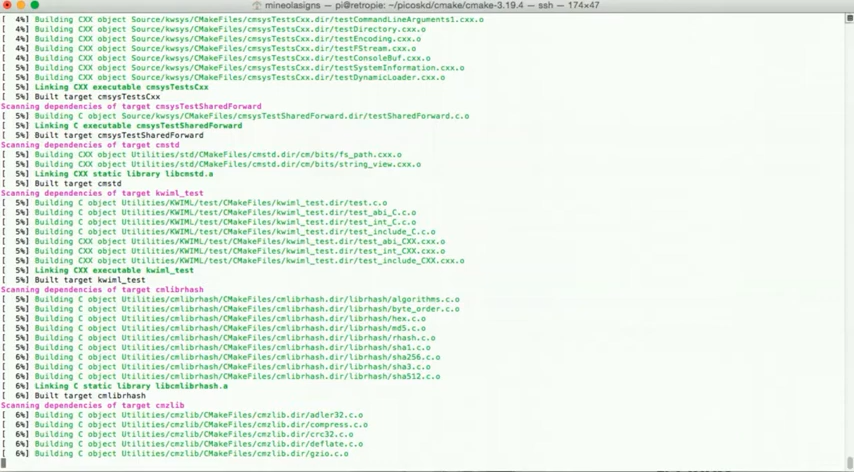 mineolasigns — pi@retropie: ~/picoskd/cmake/cmake-3.19.4 — ssh — 174×47
[  4%] Building CXX object Source/kwsys/CMakeFiles/cmsysTestsCxx.dir/testCommandLineArguments1.cxx.o
[  4%] Building CXX object Source/kwsys/CMakeFiles/cmsysTestsCxx.dir/testDirectory.cxx.o
[  4%] Building CXX object Source/kwsys/CMakeFiles/cmsysTestsCxx.dir/testEncoding.cxx.o
[  4%] Building CXX object Source/kwsys/CMakeFiles/cmsysTestsCxx.dir/testFStream.cxx.o
[  4%] Building CXX object Source/kwsys/CMakeFiles/cmsysTestsCxx.dir/testConsoleBuf.cxx.o
[  5%] Building CXX object Source/kwsys/CMakeFiles/cmsysTestsCxx.dir/testSystemInformation.cxx.o
[  5%] Building CXX object Source/kwsys/CMakeFiles/cmsysTestsCxx.dir/testDynamicLoader.cxx.o
[  5%] Linking CXX executable cmsysTestsCxx
[  5%] Built target cmsysTestsCxx
Scanning dependencies of target cmsysTestSharedForward
[  5%] Building C object Source/kwsys/CMakeFiles/cmsysTestSharedForward.dir/testSharedForward.c.o
[  5%] Linking C executable cmsysTestSharedForward
[  5%] Built target cmsysTestSharedForward
Scanning dependencies of target cmstd
[  5%] Building CXX object Utilities/std/CMakeFiles/cmstd.dir/cm/bits/fs_path.cxx.o
[  5%] Building CXX object Utilities/std/CMakeFiles/cmstd.dir/cm/bits/string_view.cxx.o
[  5%] Linking CXX static library libcmstd.a
[  5%] Built target cmstd
Scanning dependencies of target kwiml_test
[  5%] Building C object Utilities/KWIML/test/CMakeFiles/kwiml_test.dir/test.c.o
[  5%] Building C object Utilities/KWIML/test/CMakeFiles/kwiml_test.dir/test_abi_C.c.o
[  5%] Building C object Utilities/KWIML/test/CMakeFiles/kwiml_test.dir/test_int_C.c.o
[  5%] Building C object Utilities/KWIML/test/CMakeFiles/kwiml_test.dir/test_include_C.c.o
[  5%] Building CXX object Utilities/KWIML/test/CMakeFiles/kwiml_test.dir/test_abi_CXX.cxx.o
[  5%] Building CXX object Utilities/KWIML/test/CMakeFiles/kwiml_test.dir/test_int_CXX.cxx.o
[  5%] Building CXX object Utilities/KWIML/test/CMakeFiles/kwiml_test.dir/test_include_CXX.cxx.o
[  5%] Linking CXX executable kwiml_test
[  5%] Built target kwiml_test
Scanning dependencies of target cmlibrhash
[  5%] Building C object Utilities/cmlibrhash/CMakeFiles/cmlibrhash.dir/librhash/algorithms.c.o
[  5%] Building C object Utilities/cmlibrhash/CMakeFiles/cmlibrhash.dir/librhash/byte_order.c.o
[  5%] Building C object Utilities/cmlibrhash/CMakeFiles/cmlibrhash.dir/librhash/hex.c.o
[  5%] Building C object Utilities/cmlibrhash/CMakeFiles/cmlibrhash.dir/librhash/md5.c.o
[  5%] Building C object Utilities/cmlibrhash/CMakeFiles/cmlibrhash.dir/librhash/rhash.c.o
[  5%] Building C object Utilities/cmlibrhash/CMakeFiles/cmlibrhash.dir/librhash/sha1.c.o
[  6%] Building C object Utilities/cmlibrhash/CMakeFiles/cmlibrhash.dir/librhash/sha256.c.o
[  6%] Building C object Utilities/cmlibrhash/CMakeFiles/cmlibrhash.dir/librhash/sha3.c.o
[  6%] Building C object Utilities/cmlibrhash/CMakeFiles/cmlibrhash.dir/librhash/sha512.c.o
[  6%] Linking C static library libcmlibrhash.a
[  6%] Built target cmlibrhash
Scanning dependencies of target cmzlib
[  6%] Building C object Utilities/cmzlib/CMakeFiles/cmzlib.dir/adler32.c.o
[  6%] Building C object Utilities/cmzlib/CMakeFiles/cmzlib.dir/compress.c.o
[  6%] Building C object Utilities/cmzlib/CMakeFiles/cmzlib.dir/crc32.c.o
[  6%] Building C object Utilities/cmzlib/CMakeFiles/cmzlib.dir/deflate.c.o
[  6%] Building C object Utilities/cmzlib/CMakeFiles/cmzlib.dir/gzio.c.o